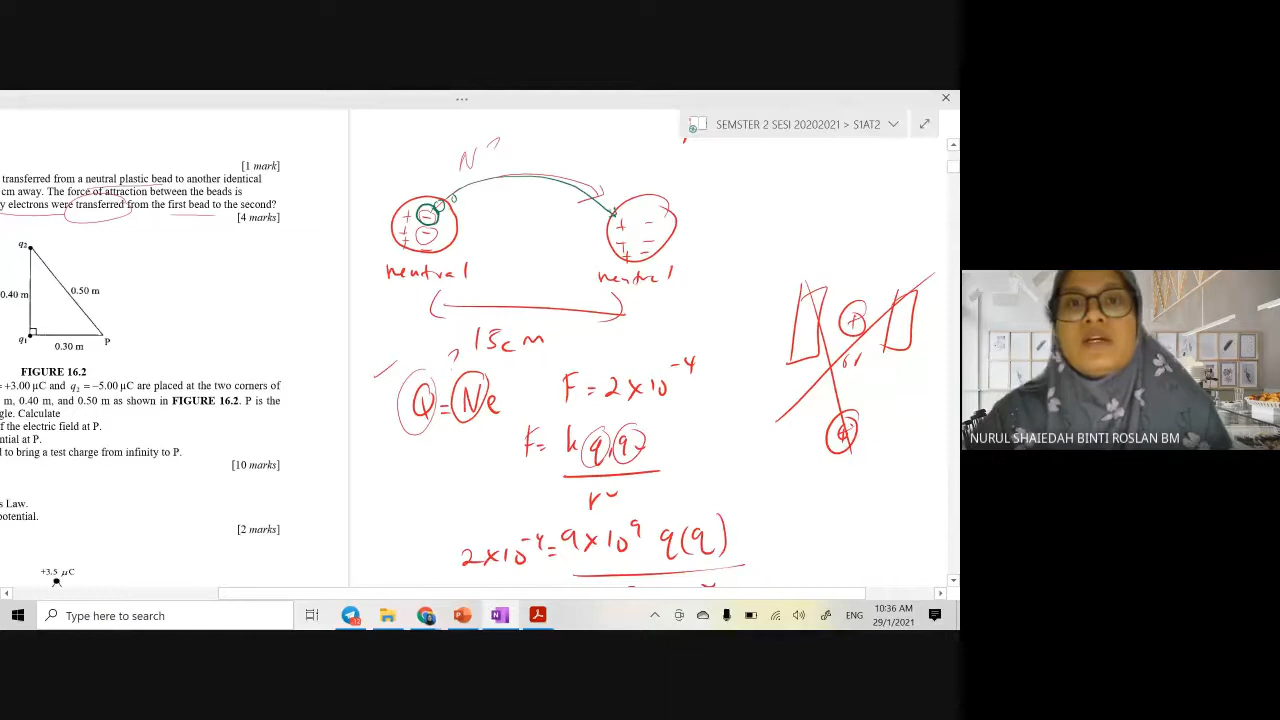 SEMSTER 2 SESI 20202021 > S1AT2
[1 mark]
transferred from a neutral plastic bead to another identical
cm away. The force of attraction between the beads is
y electrons were transferred from the first bead to the second?
[4 marks]
q2
0.40 m
0.50 m
q1
0.30 m
P
FIGURE 16.2
+3.00 μC and q2 = −5.00 μC are placed at the two corners of
m, 0.40 m, and 0.50 m as shown in FIGURE 16.2. P is the
gle. Calculate
of the electric field at P.
ential at P.
d to bring a test charge from infinity to P.
[10 marks]
s Law.
potential.
[2 marks]
+3.5 μC
N ?
+ −
+ −
+ −
+ −
+ −
+ −
neutral
neutral
15cm
?
Q = Ne
F = 2 x 10⁻⁴
F = k q q
r²
2x10⁻⁴ = 9x10⁹ q(q)
NURUL SHAIEDAH BINTI ROSLAN BM
Type here to search
ENG
10:36 AM
29/1/2021